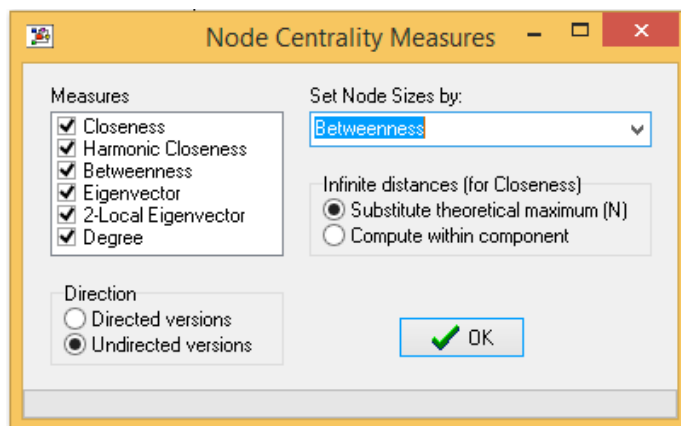 Node Centrality Measures
Measures
Closeness
Harmonic Closeness
Betweenness
Eigenvector
2-Local Eigenvector
Degree
Set Node Sizes by:
Betweenness
Infinite distances (for Closeness)
Substitute theoretical maximum (N)
Compute within component
Direction
Directed versions
Undirected versions
OK